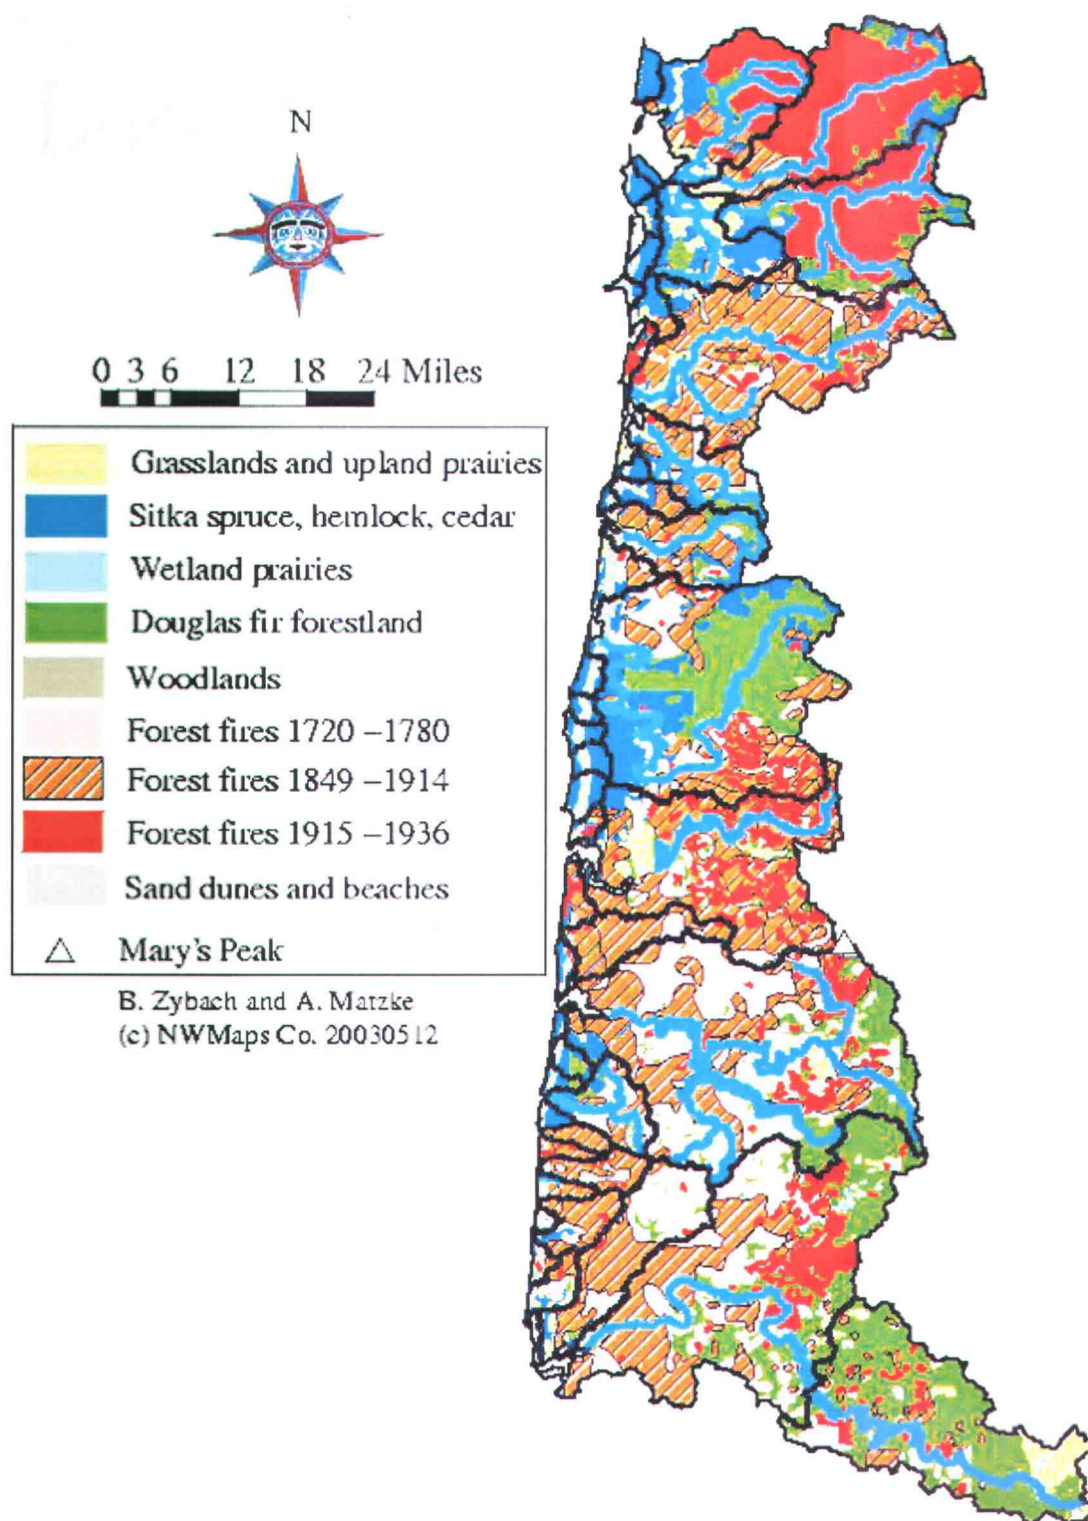 N
0 3 6 12 18 24 Miles
Grasslands and upland prairies
Sitka spruce, hemlock, cedar
Wetland prairies
Douglas fir forestland
Woodlands
Forest fires 1720 –1780
Forest fires 1849 –1914
Forest fires 1915 –1936
Sand dunes and beaches
Mary's Peak
B. Zybach and A. Matzke
(c) NWMaps Co. 20030512